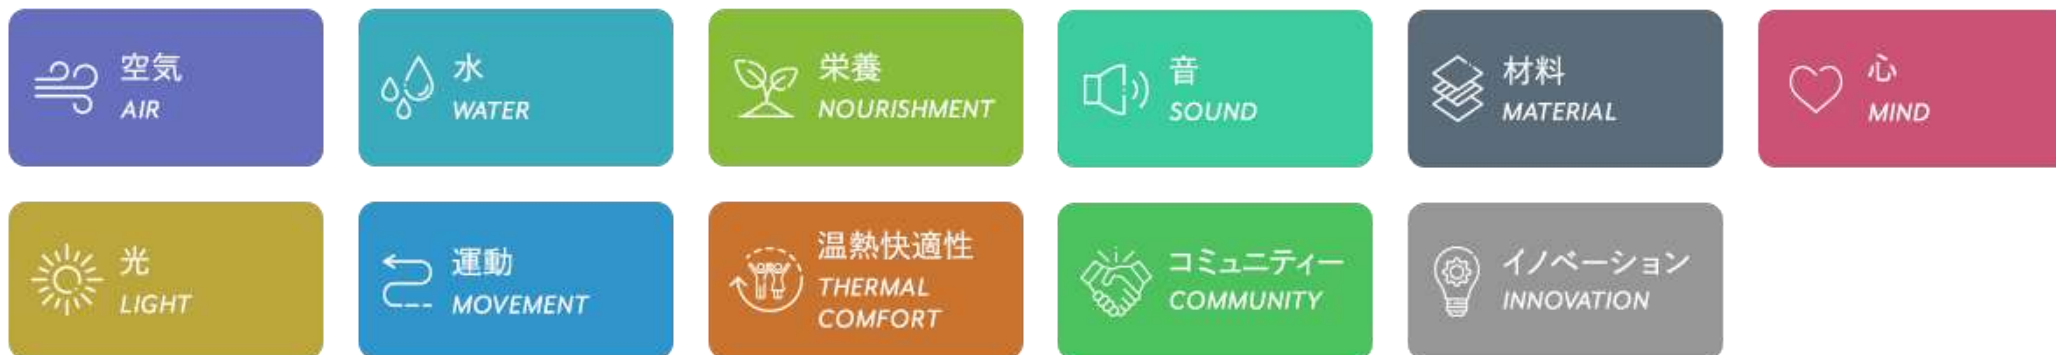 空気
AIR
水
WATER
栄養
NOURISHMENT
音
SOUND
材料
MATERIAL
心
MIND
光
LIGHT
運動
MOVEMENT
温熱快適性
THERMAL
COMFORT
コミュニティー
COMMUNITY
イノベーション
INNOVATION